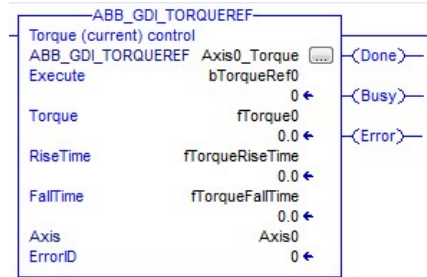 ABB_GDI_TORQUEREF
Torque (current) control
ABB_GDI_TORQUEREF Axis0_Torque ... (Done)
Execute bTorqueRef0
0 (Busy)
Torque fTorque0
0.0 (Error)
RiseTime fTorqueRiseTime
0.0
FallTime fTorqueFallTime
0.0
Axis Axis0
ErrorID 0